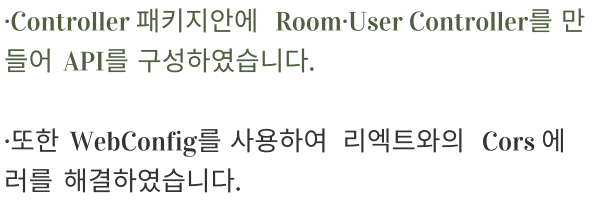 ·Controller 패키지안에 Room·User Controller를 만
들어 API를 구성하였습니다.
·또한 WebConfig를 사용하여 리엑트와의 Cors 에
러를 해결하였습니다.